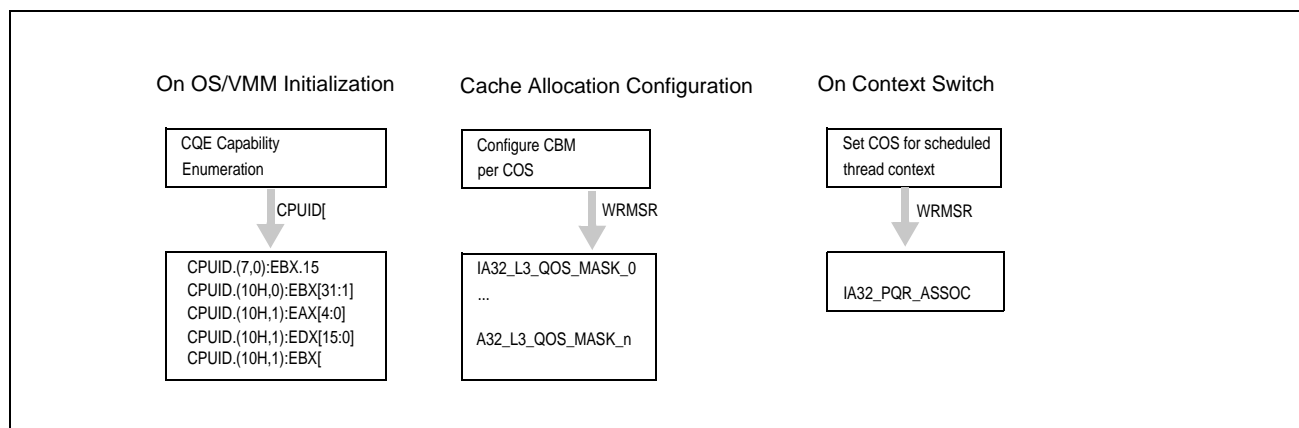 On OS/VMM Initialization
CQE Capability
Enumeration
CPUID[
CPUID.(7,0):EBX.15
CPUID.(10H,0):EBX[31:1]
CPUID.(10H,1):EAX[4:0]
CPUID.(10H,1):EDX[15:0]
CPUID.(10H,1):EBX[
Cache Allocation Configuration
Configure CBM
per COS
WRMSR
IA32_L3_QOS_MASK_0
...
A32_L3_QOS_MASK_n
On Context Switch
Set COS for scheduled
thread context
WRMSR
IA32_PQR_ASSOC